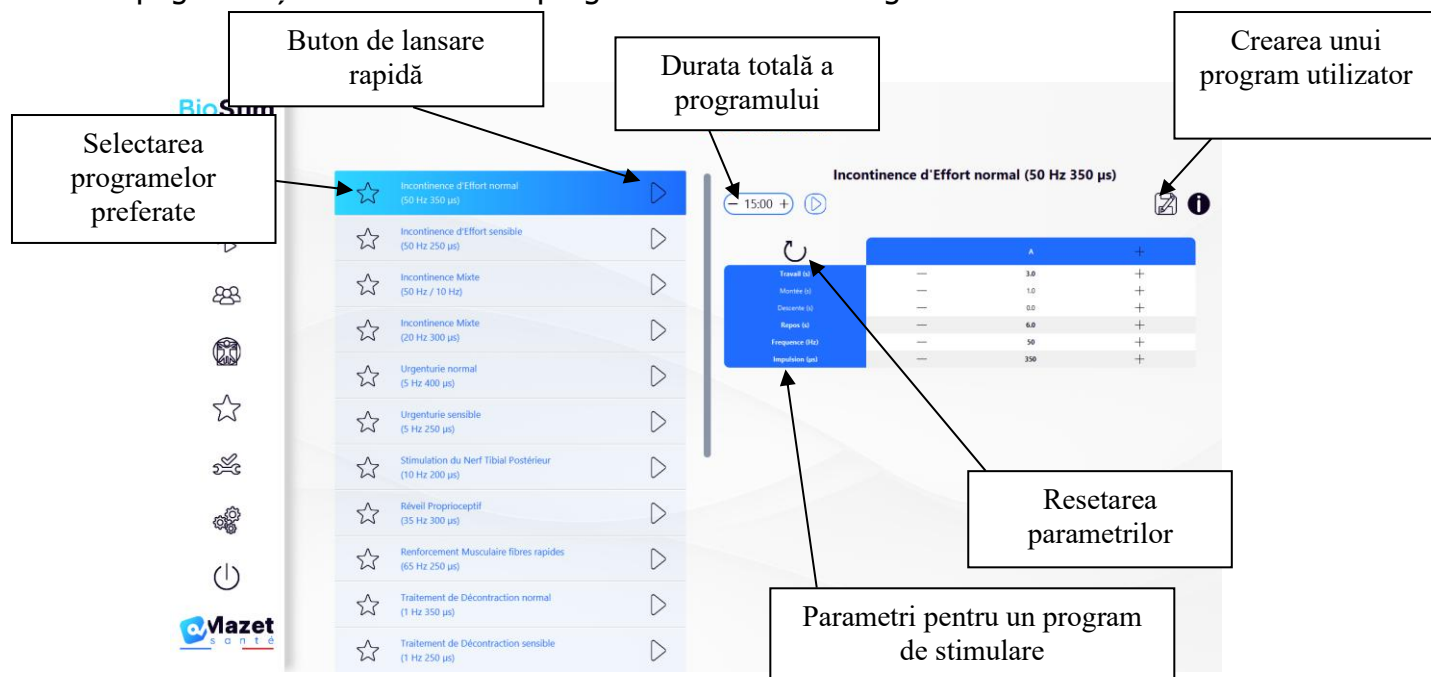 Buton de lansare
rapidă
Durata totală a
programului
Crearea unui
program utilizator
Selectarea
programelor
preferate
Incontinence d'Effort normal
(50 Hz 350 µs)
Incontinence d'Effort sensible
(50 Hz 250 µs)
Incontinence Mixte
(50 Hz / 10 Hz)
Incontinence Mixte
(20 Hz 300 µs)
Urgenturie normal
(5 Hz 400 µs)
Urgenturie sensible
(5 Hz 250 µs)
Stimulation du Nerf Tibial Postérieur
(10 Hz 200 µs)
Réveil Proprioceptif
(35 Hz 300 µs)
Renforcement Musculaire fibres rapides
(65 Hz 250 µs)
Traitement de Décontraction normal
(1 Hz 350 µs)
Traitement de Décontraction sensible
(1 Hz 250 µs)
Incontinence d'Effort normal (50 Hz 350 µs)
− 15:00 +
A +
Travail (s) — 3.0 +
Montée (s) — 1.0 +
Descente (s) — 0.0 +
Repos (s) — 6.0 +
Frequence (Hz) — 50 +
Impulsion (µs) — 350 +
Resetarea
parametrilor
Parametri pentru un program
de stimulare
Mazet
santé